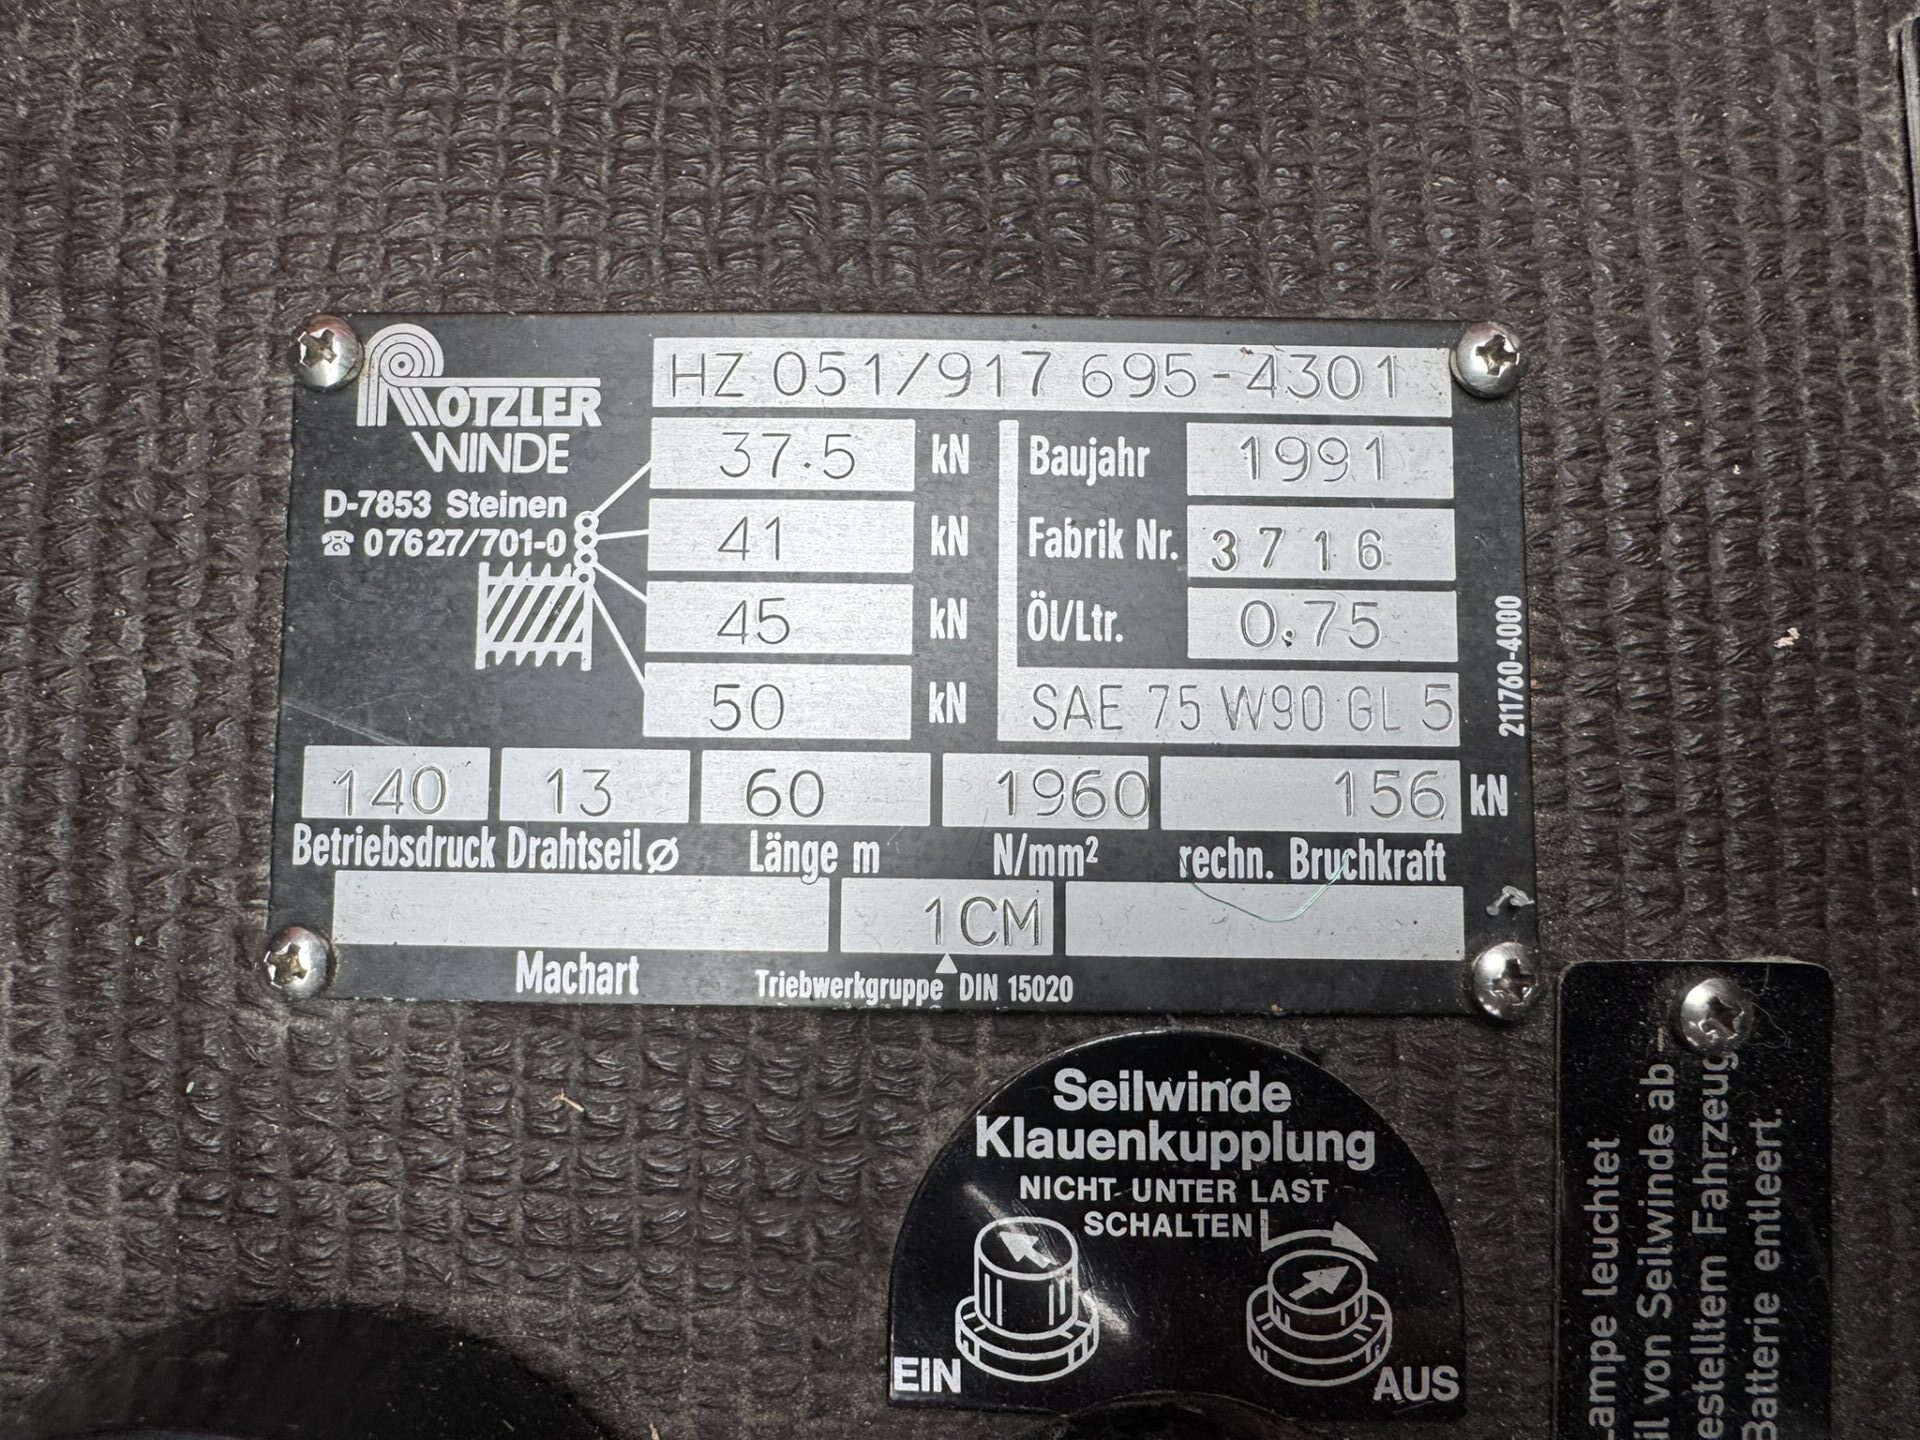 ROTZLER
WINDE
D-7853 Steinen
☎ 07627/701-0
HZ 051/917 695-4301
37.5 kN
41 kN
45 kN
50 kN
Baujahr 1991
Fabrik Nr. 3716
Öl/Ltr. 0.75
SAE 75 W90 GL 5
211760-4000
140 13 60 1960 156 kN
Betriebsdruck Drahtseil ø Länge m N/mm² rechn. Bruchkraft
1CM
Machart Triebwerkgruppe DIN 15020
Seilwinde
Klauenkupplung
NICHT UNTER LAST
SCHALTEN
EIN AUS
leuchtet
von Seilwinde ab-
Fahrzeug
Batterie entleert.